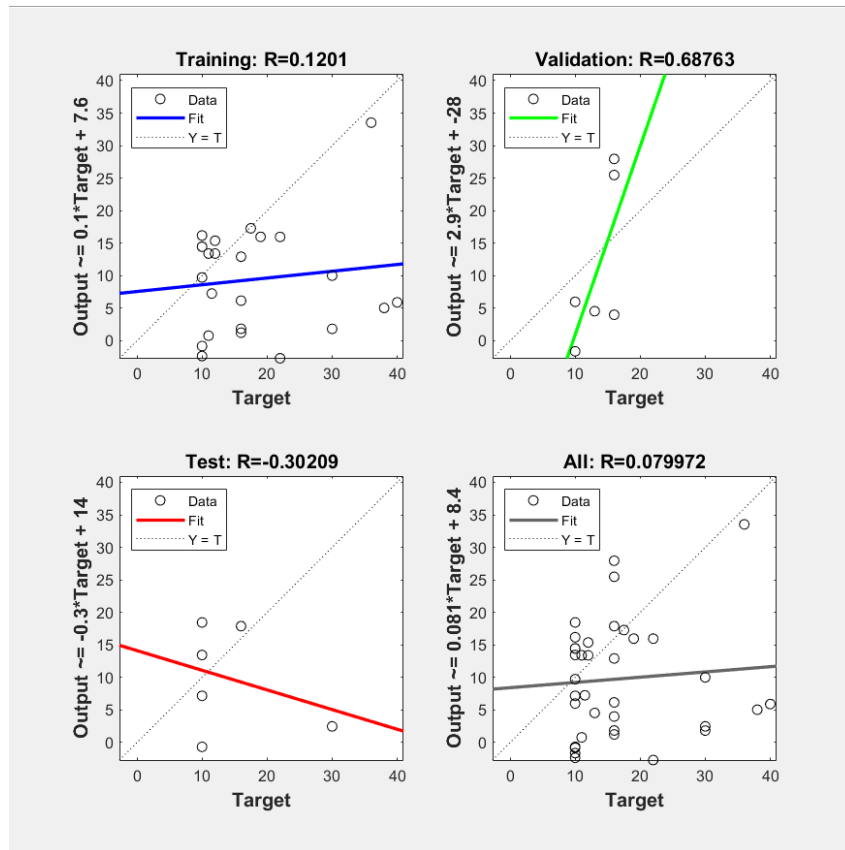 Training: R=0.1201
Output ~= 0.1*Target + 7.6
40
35
30
25
20
15
10
5
0
Data
Fit
Y = T
0 10 20 30 40
Target
Validation: R=0.68763
Output ~= 2.9*Target + -28
40
35
30
25
20
15
10
5
0
Data
Fit
Y = T
0 10 20 30 40
Target
Test: R=-0.30209
Output ~= -0.3*Target + 14
40
35
30
25
20
15
10
5
0
Data
Fit
Y = T
0 10 20 30 40
Target
All: R=0.079972
Output ~= 0.081*Target + 8.4
40
35
30
25
20
15
10
5
0
Data
Fit
Y = T
0 10 20 30 40
Target